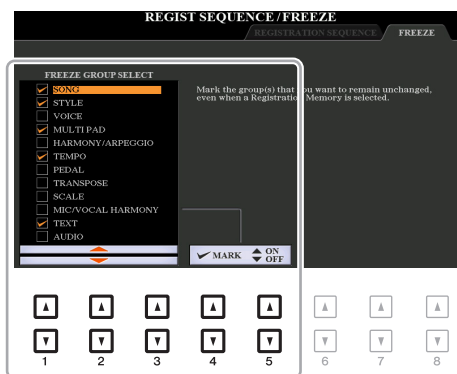 REGIST SEQUENCE/FREEZE
REGISTRATION SEQUENCE
FREEZE
FREEZE GROUP SELECT
SONG
STYLE
VOICE
MULTI PAD
HARMONY/ARPEGGIO
TEMPO
PEDAL
TRANSPOSE
SCALE
MIC/VOCAL HARMONY
TEXT
AUDIO
Mark the group(s) that you want to remain unchanged,
even when a Registration Memory is selected.
MARK ON
OFF
1 2 3 4 5 6 7 8